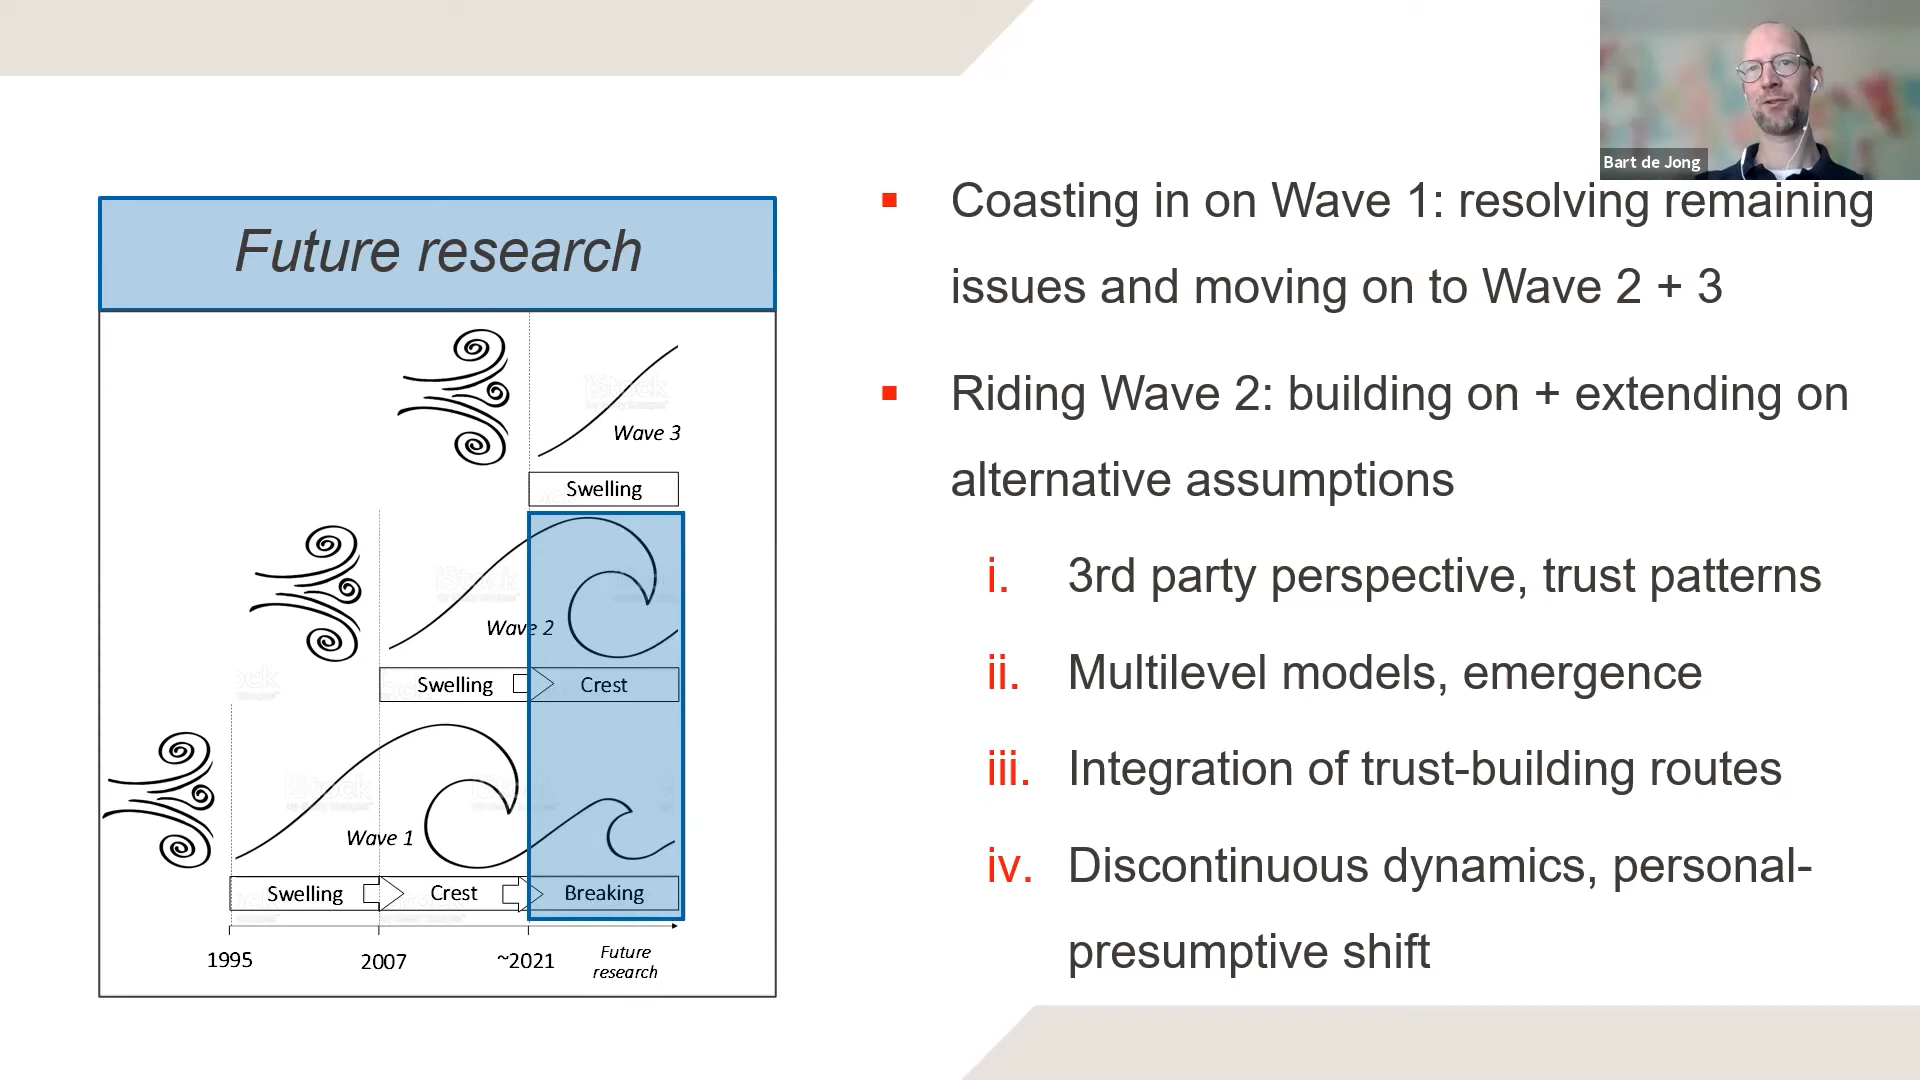 Bart de Jong
Future research
Wave 3
Swelling
Wave 2
Swelling
Crest
Wave 1
Swelling
Crest
Breaking
1995
2007
~2021
Future
research
▪ Coasting in on Wave 1: resolving remaining
issues and moving on to Wave 2 + 3
▪ Riding Wave 2: building on + extending on
alternative assumptions
i. 3rd party perspective, trust patterns
ii. Multilevel models, emergence
iii. Integration of trust-building routes
iv. Discontinuous dynamics, personal-
presumptive shift
iStock
iStock
iStock